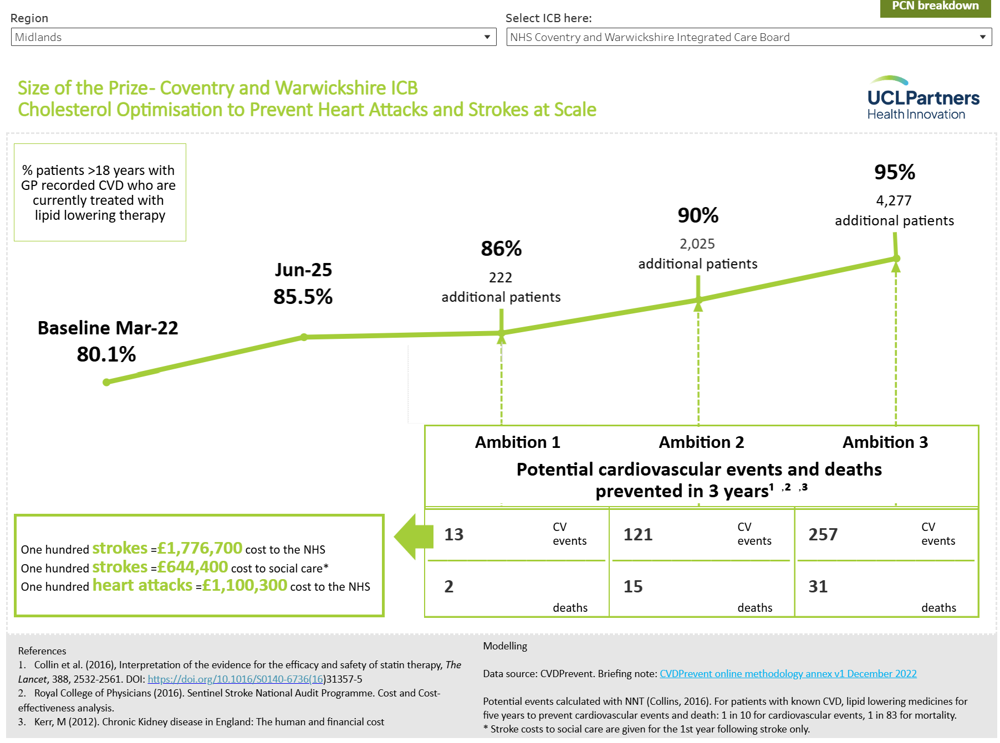 PCN breakdown
Region
Select ICB here:
Midlands
NHS Coventry and Warwickshire Integrated Care Board
Size of the Prize- Coventry and Warwickshire ICB
Cholesterol Optimisation to Prevent Heart Attacks and Strokes at Scale
UCLPartners
Health Innovation
% patients >18 years with
GP recorded CVD who are
currently treated with
lipid lowering therapy
Baseline Mar-22
80.1%
Jun-25
85.5%
86%
222
additional patients
90%
2,025
additional patients
95%
4,277
additional patients
Ambition 1
Ambition 2
Ambition 3
Potential cardiovascular events and deaths
prevented in 3 years¹ ,² ,³
13
CV
events
121
CV
events
257
CV
events
2
deaths
15
deaths
31
deaths
One hundred strokes =£1,776,700 cost to the NHS
One hundred strokes =£644,400 cost to social care*
One hundred heart attacks =£1,100,300 cost to the NHS
References
1. Collin et al. (2016), Interpretation of the evidence for the efficacy and safety of statin therapy, The
Lancet, 388, 2532-2561. DOI: https://doi.org/10.1016/S0140-6736(16)31357-5
2. Royal College of Physicians (2016). Sentinel Stroke National Audit Programme. Cost and Cost-
effectiveness analysis.
3. Kerr, M (2012). Chronic Kidney disease in England: The human and financial cost
Modelling
Data source: CVDPrevent. Briefing note: CVDPrevent online methodology annex v1 December 2022
Potential events calculated with NNT (Collins, 2016). For patients with known CVD, lipid lowering medicines for
five years to prevent cardiovascular events and death: 1 in 10 for cardiovascular events, 1 in 83 for mortality.
* Stroke costs to social care are given for the 1st year following stroke only.